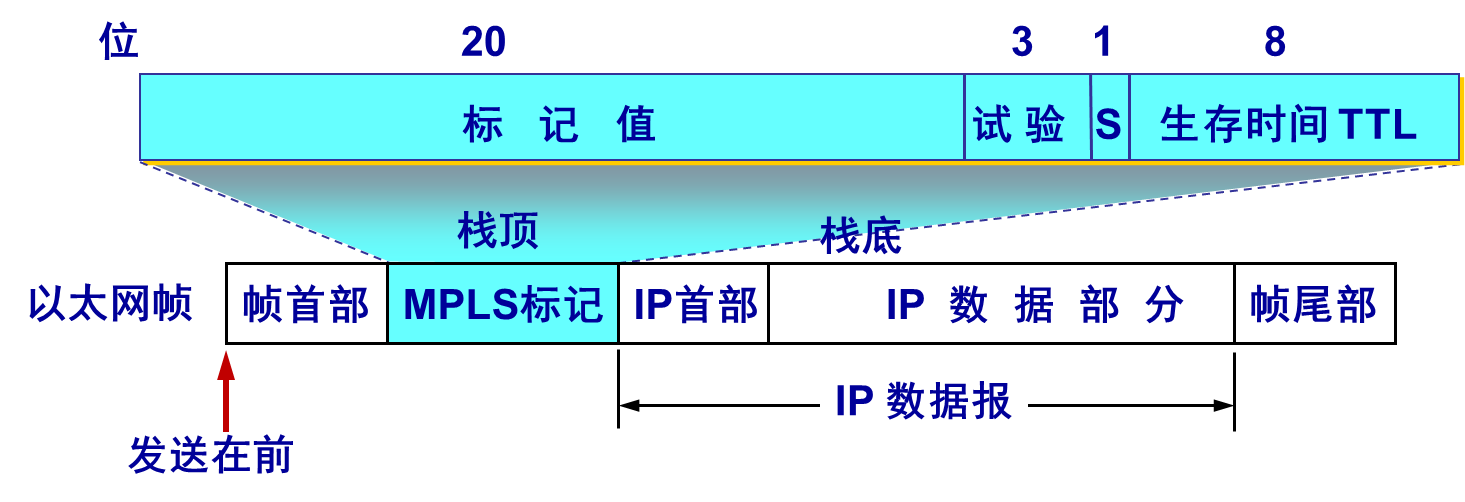 位 20 3 1 8
标 记 值 试 验 S 生存时间 TTL
栈顶 栈底
以太网帧 帧首部 MPLS标记 IP首部 IP 数 据 部 分 帧尾部
IP 数据报
发送在前